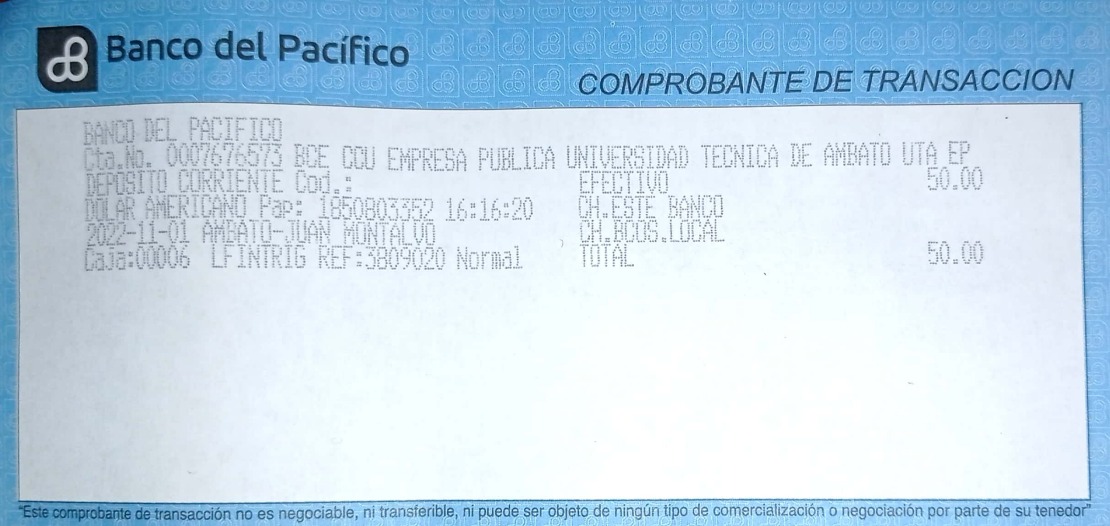 Banco del Pacífico
COMPROBANTE DE TRANSACCION
BANCO DEL PACIFICO
Cta.No. 0007676573 BCE CCU EMPRESA PUBLICA UNIVERSIDAD TECNICA DE AMBATO UTA EP
DEPOSITO CORRIENTE Cod.: EFECTIVO 50.00
DOLAR AMERICANO Pap: 1850803352 16:16:20 CH.ESTE BANCO
2022-11-01 AMBATO-JUAN MONTALVO CH.BCOS.LOCAL
Caja:00006 LFINTRIG REF:3809020 Normal TOTAL 50.00
"Este comprobante de transacción no es negociable, ni transferible, ni puede ser objeto de ningún tipo de comercialización o negociación por parte de su tenedor"